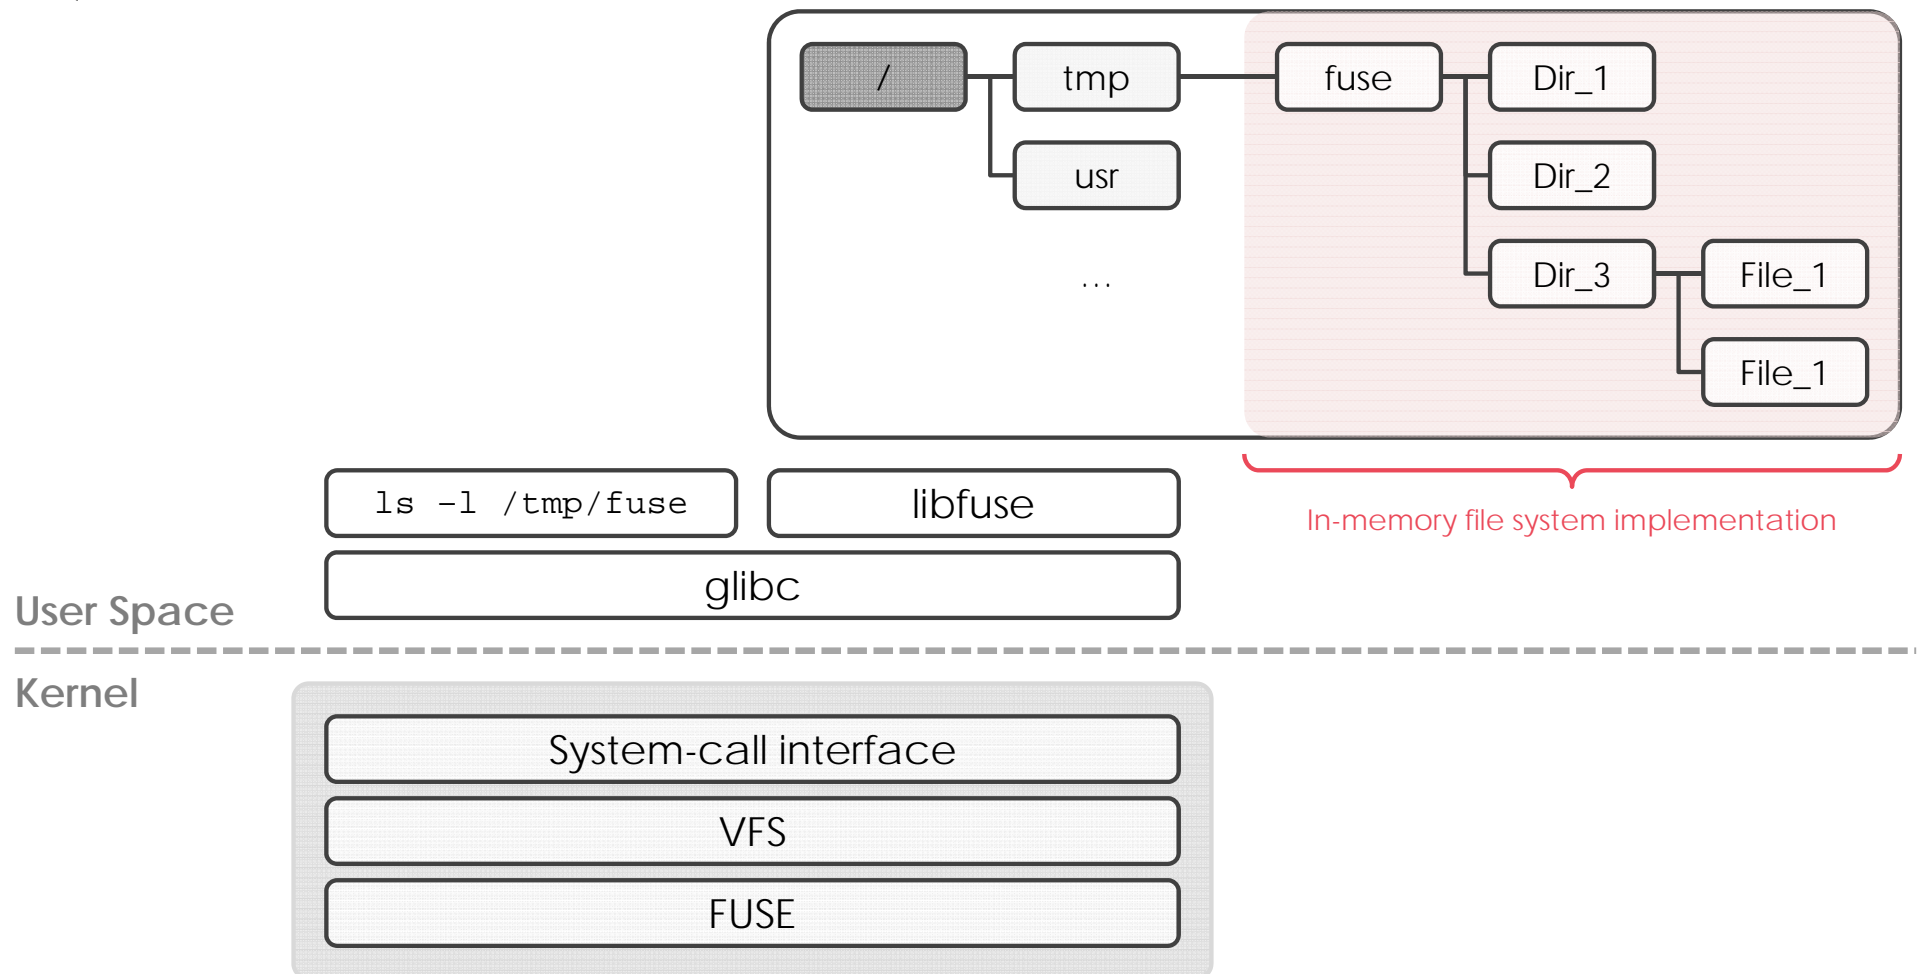 /
tmp
fuse
Dir_1
usr
Dir_2
...
Dir_3
File_1
File_1
ls –l /tmp/fuse
libfuse
In-memory file system implementation
glibc
User Space
Kernel
System-call interface
VFS
FUSE